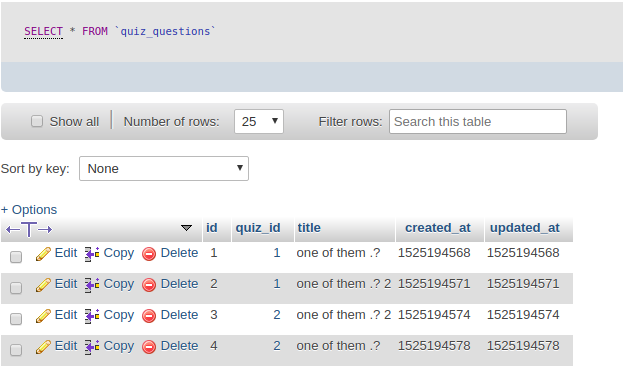 SELECT * FROM `quiz_questions`
Show all Number of rows: 25 Filter rows: Search this table
Sort by key: None
+ Options
id quiz_id title created_at updated_at
Edit Copy Delete 1 1 one of them .? 1525194568 1525194568
Edit Copy Delete 2 1 one of them .? 2 1525194571 1525194571
Edit Copy Delete 3 2 one of them .? 2 1525194574 1525194574
Edit Copy Delete 4 2 one of them .? 1525194578 1525194578